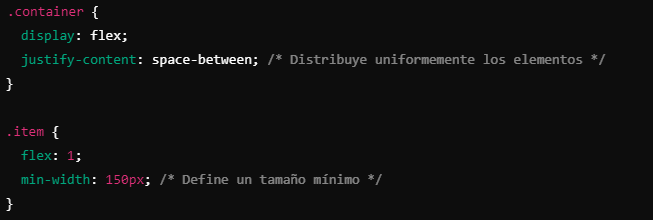 .container {
  display: flex;
  justify-content: space-between; /* Distribuye uniformemente los elementos */
}

.item {
  flex: 1;
  min-width: 150px; /* Define un tamaño mínimo */
}